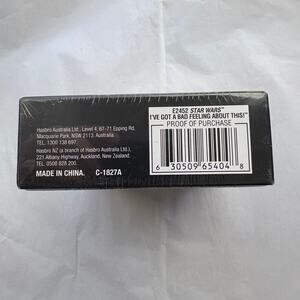 Hasbro Australia Ltd., Level 4, 67-71 Epping Rd,
Macquarie Park, NSW 2113. Australia.
TEL. 1300 138 697.
Hasbro NZ (a branch of Hasbro Australia Ltd.),
221 Albany Highway, Auckland, New Zealand.
TEL. 0508 828 200.
MADE IN CHINA. C-1827A
E2452 STAR WARS™
I'VE GOT A BAD FEELING ABOUT THIS!™
PROOF OF PURCHASE
6 30509 65404 8